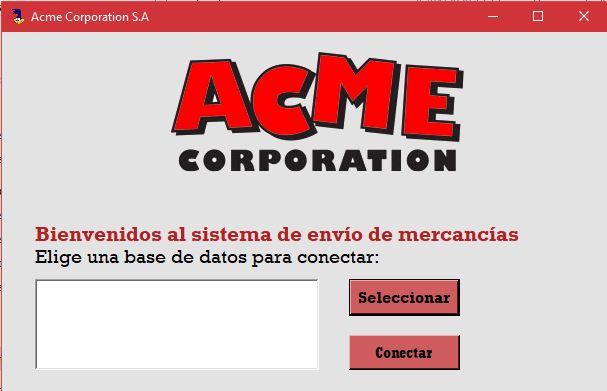 Acme Corporation S.A
ACME
CORPORATION
Bienvenidos al sistema de envío de mercancías
Elige una base de datos para conectar:
Seleccionar
Conectar